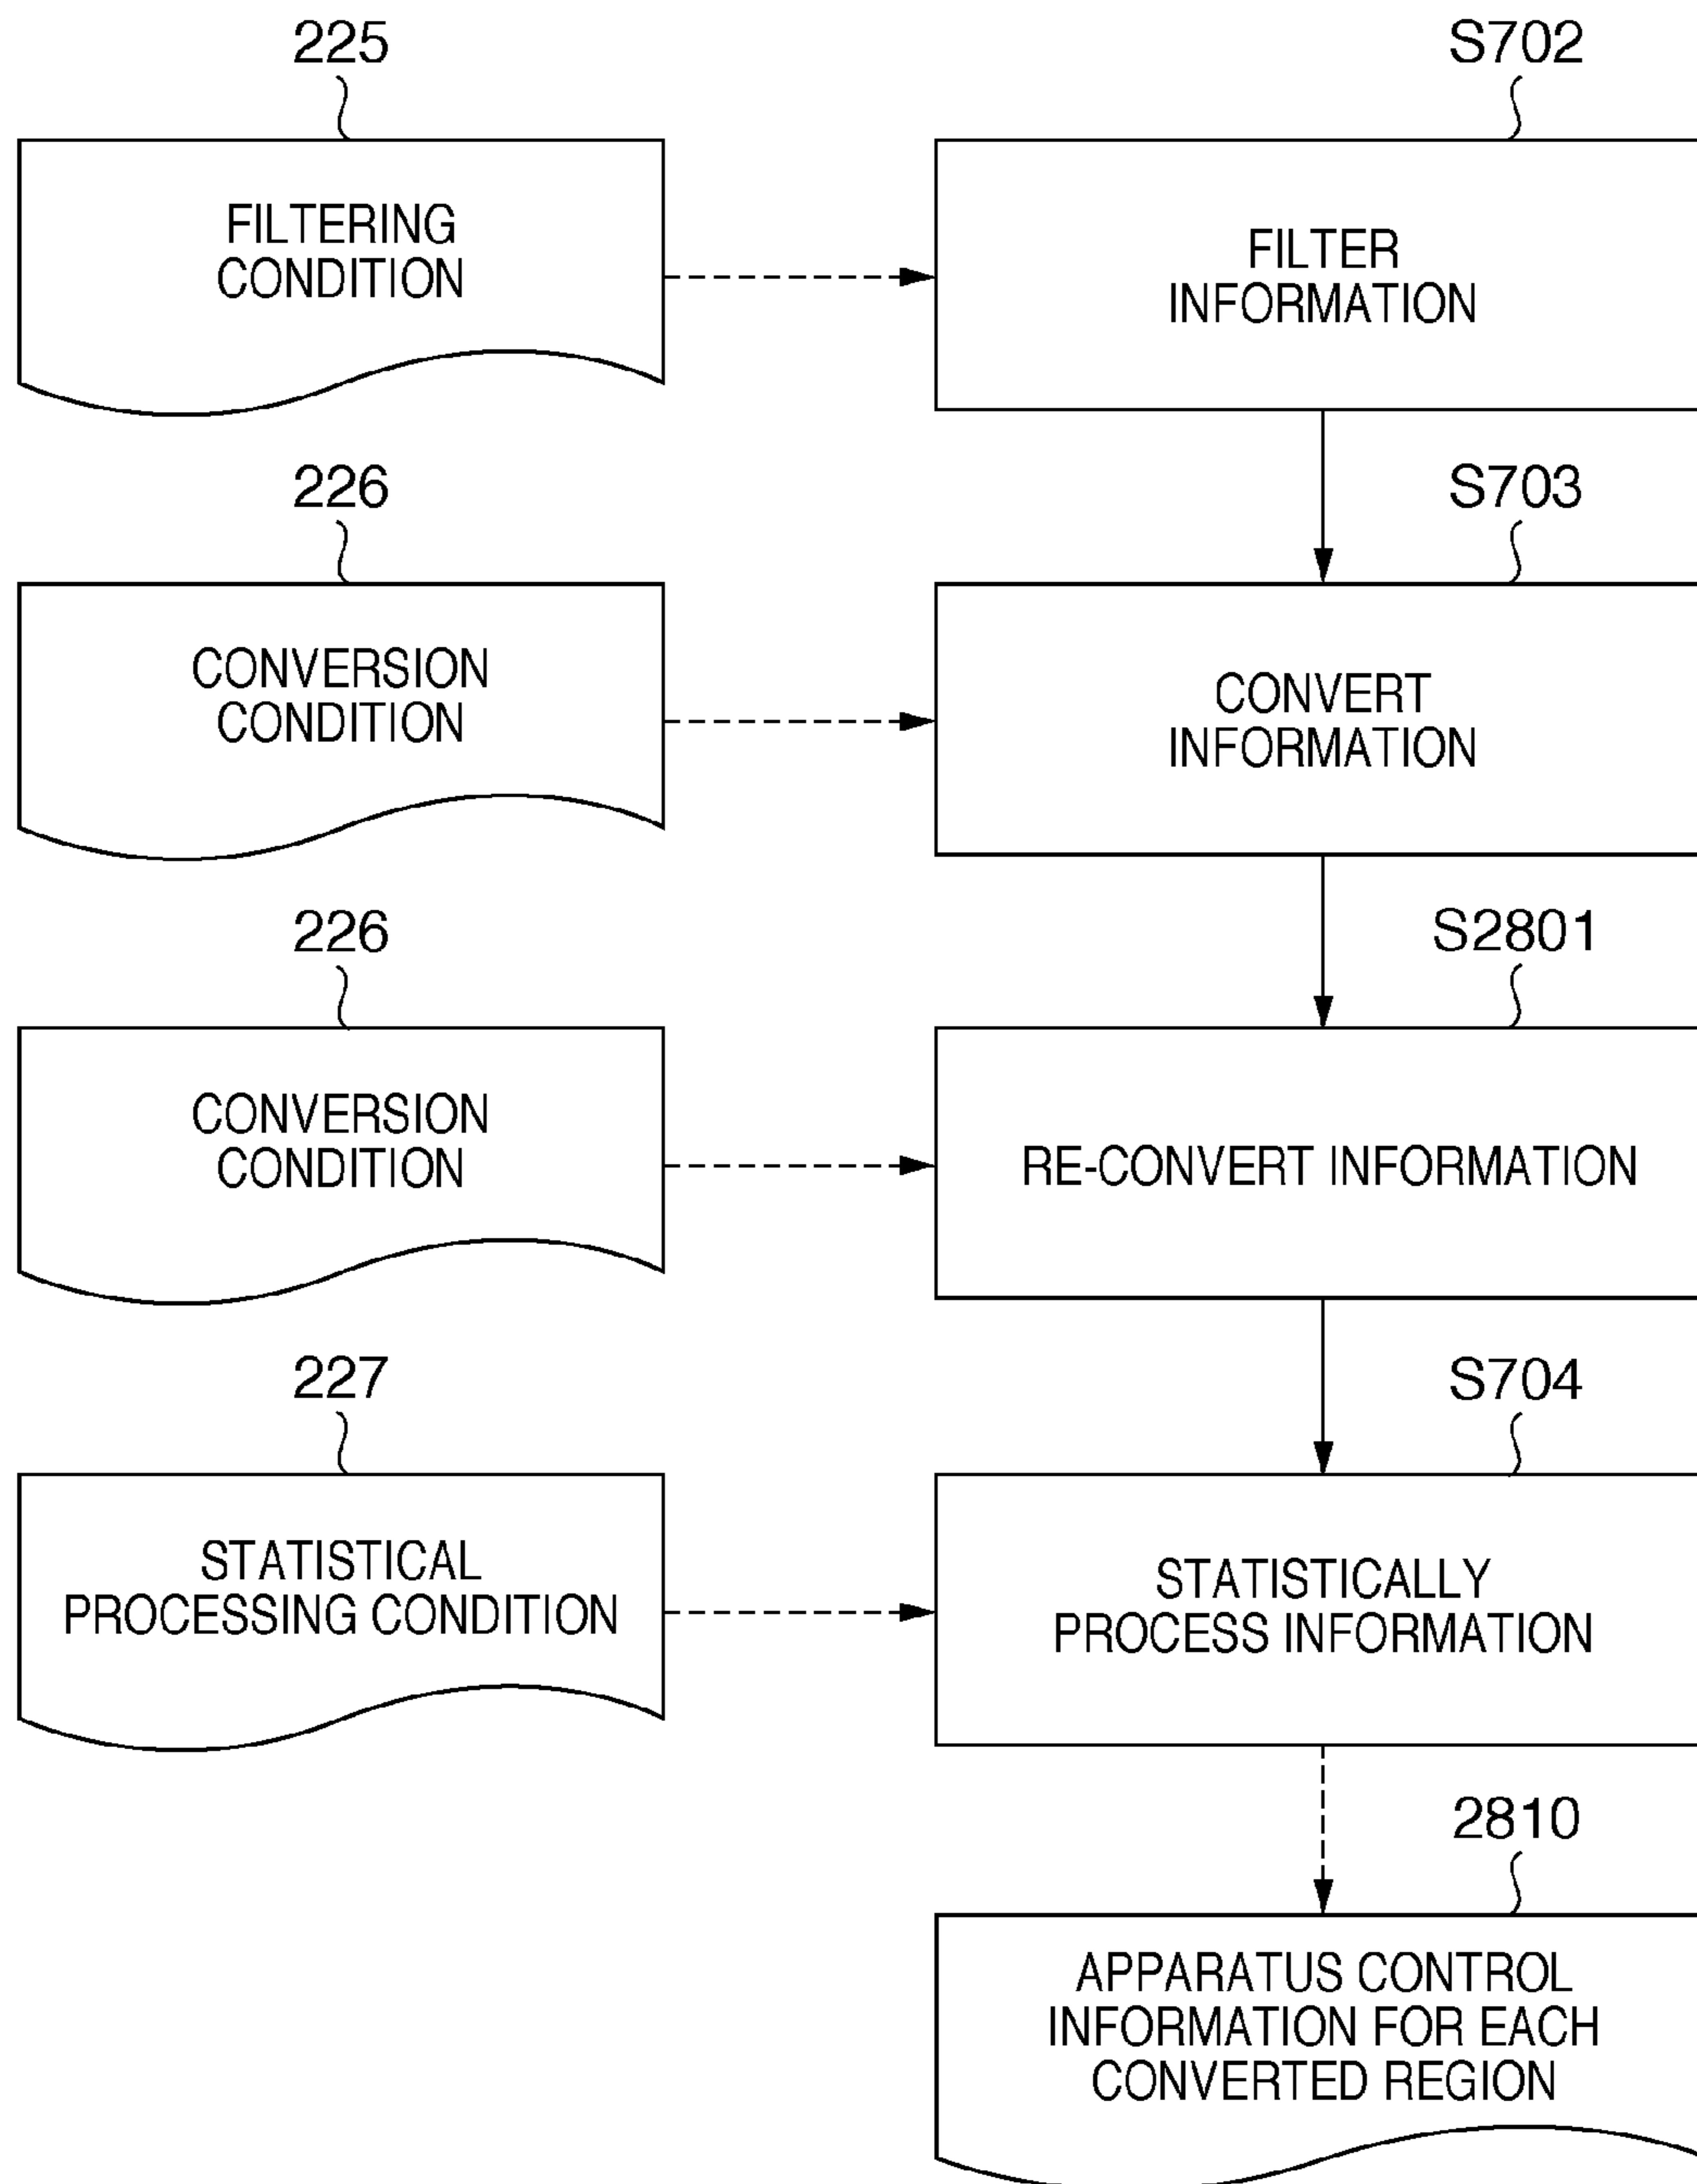 225
S702
FILTERING
CONDITION
FILTER
INFORMATION
226
S703
CONVERSION
CONDITION
CONVERT
INFORMATION
226
S2801
CONVERSION
CONDITION
RE-CONVERT INFORMATION
227
S704
STATISTICAL
PROCESSING CONDITION
STATISTICALLY
PROCESS INFORMATION
2810
APPARATUS CONTROL
INFORMATION FOR EACH
CONVERTED REGION